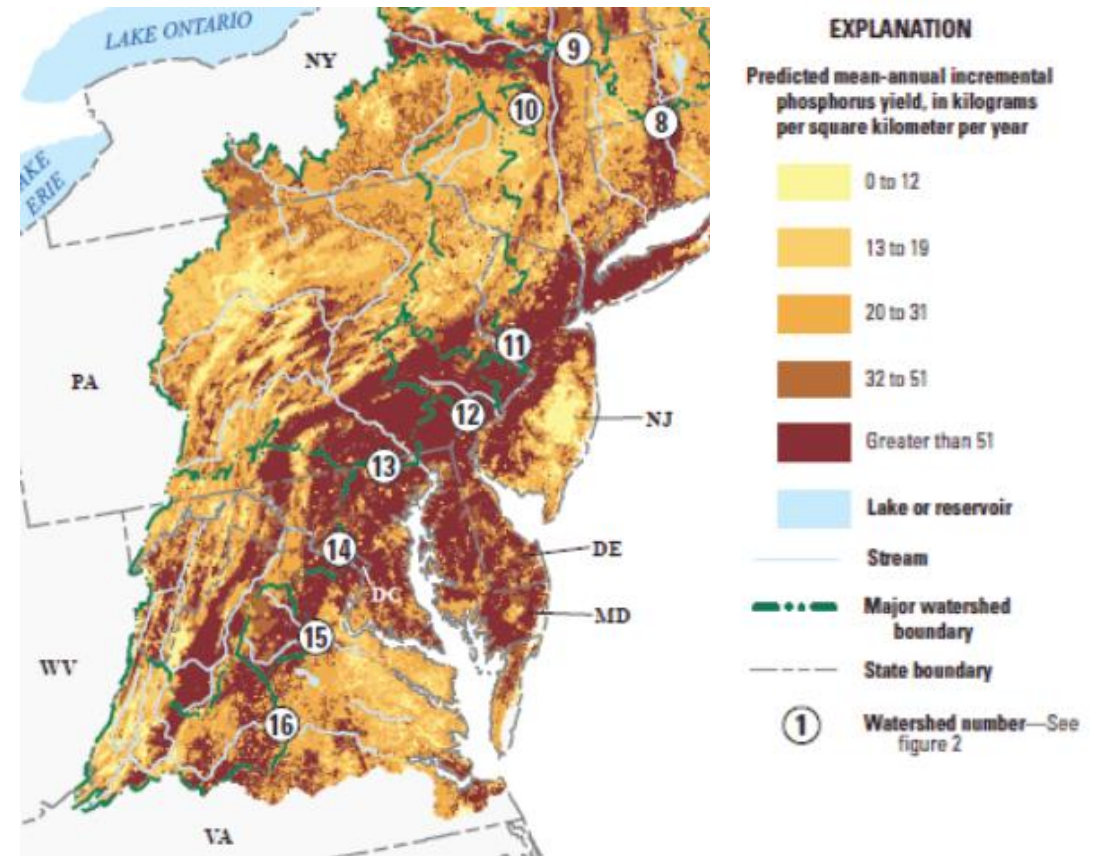 LAKE ONTARIO
NY
LAKE
ERIE
PA
WV
VA
NJ
DE
MD
DC
8
9
10
11
12
13
14
15
16
EXPLANATION
Predicted mean-annual incremental
phosphorus yield, in kilograms
per square kilometer per year
0 to 12
13 to 19
20 to 31
32 to 51
Greater than 51
Lake or reservoir
Stream
Major watershed
boundary
State boundary
1
Watershed number—See
figure 2